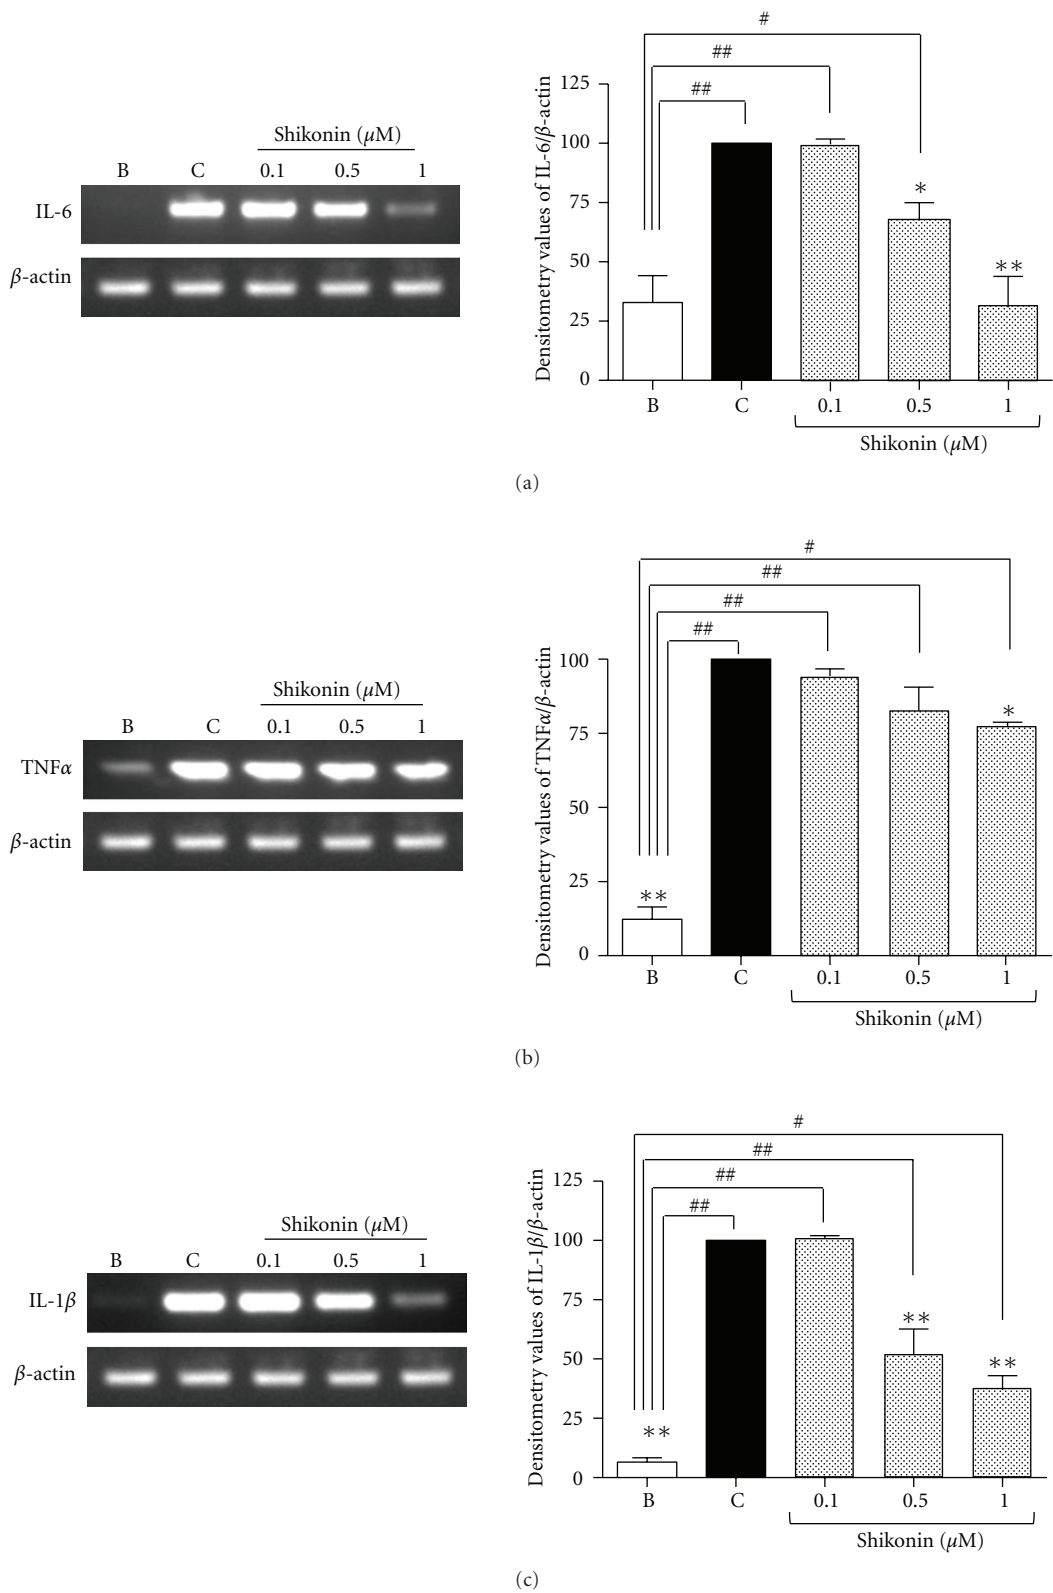 Shikonin (μM)
B C 0.1 0.5 1
IL-6
β-actin
#
##
##
Densitometry values of IL-6/β-actin
125
100
75
50
25
0
*
**
B C 0.1 0.5 1
Shikonin (μM)
(a)
Shikonin (μM)
B C 0.1 0.5 1
TNFα
β-actin
#
##
##
##
Densitometry values of TNFα/β-actin
100
75
50
25
0
*
**
B C 0.1 0.5 1
Shikonin (μM)
(b)
Shikonin (μM)
B C 0.1 0.5 1
IL-1β
β-actin
#
##
##
##
Densitometry values of IL-1β/β-actin
125
100
75
50
25
0
**
**
**
B C 0.1 0.5 1
Shikonin (μM)
(c)